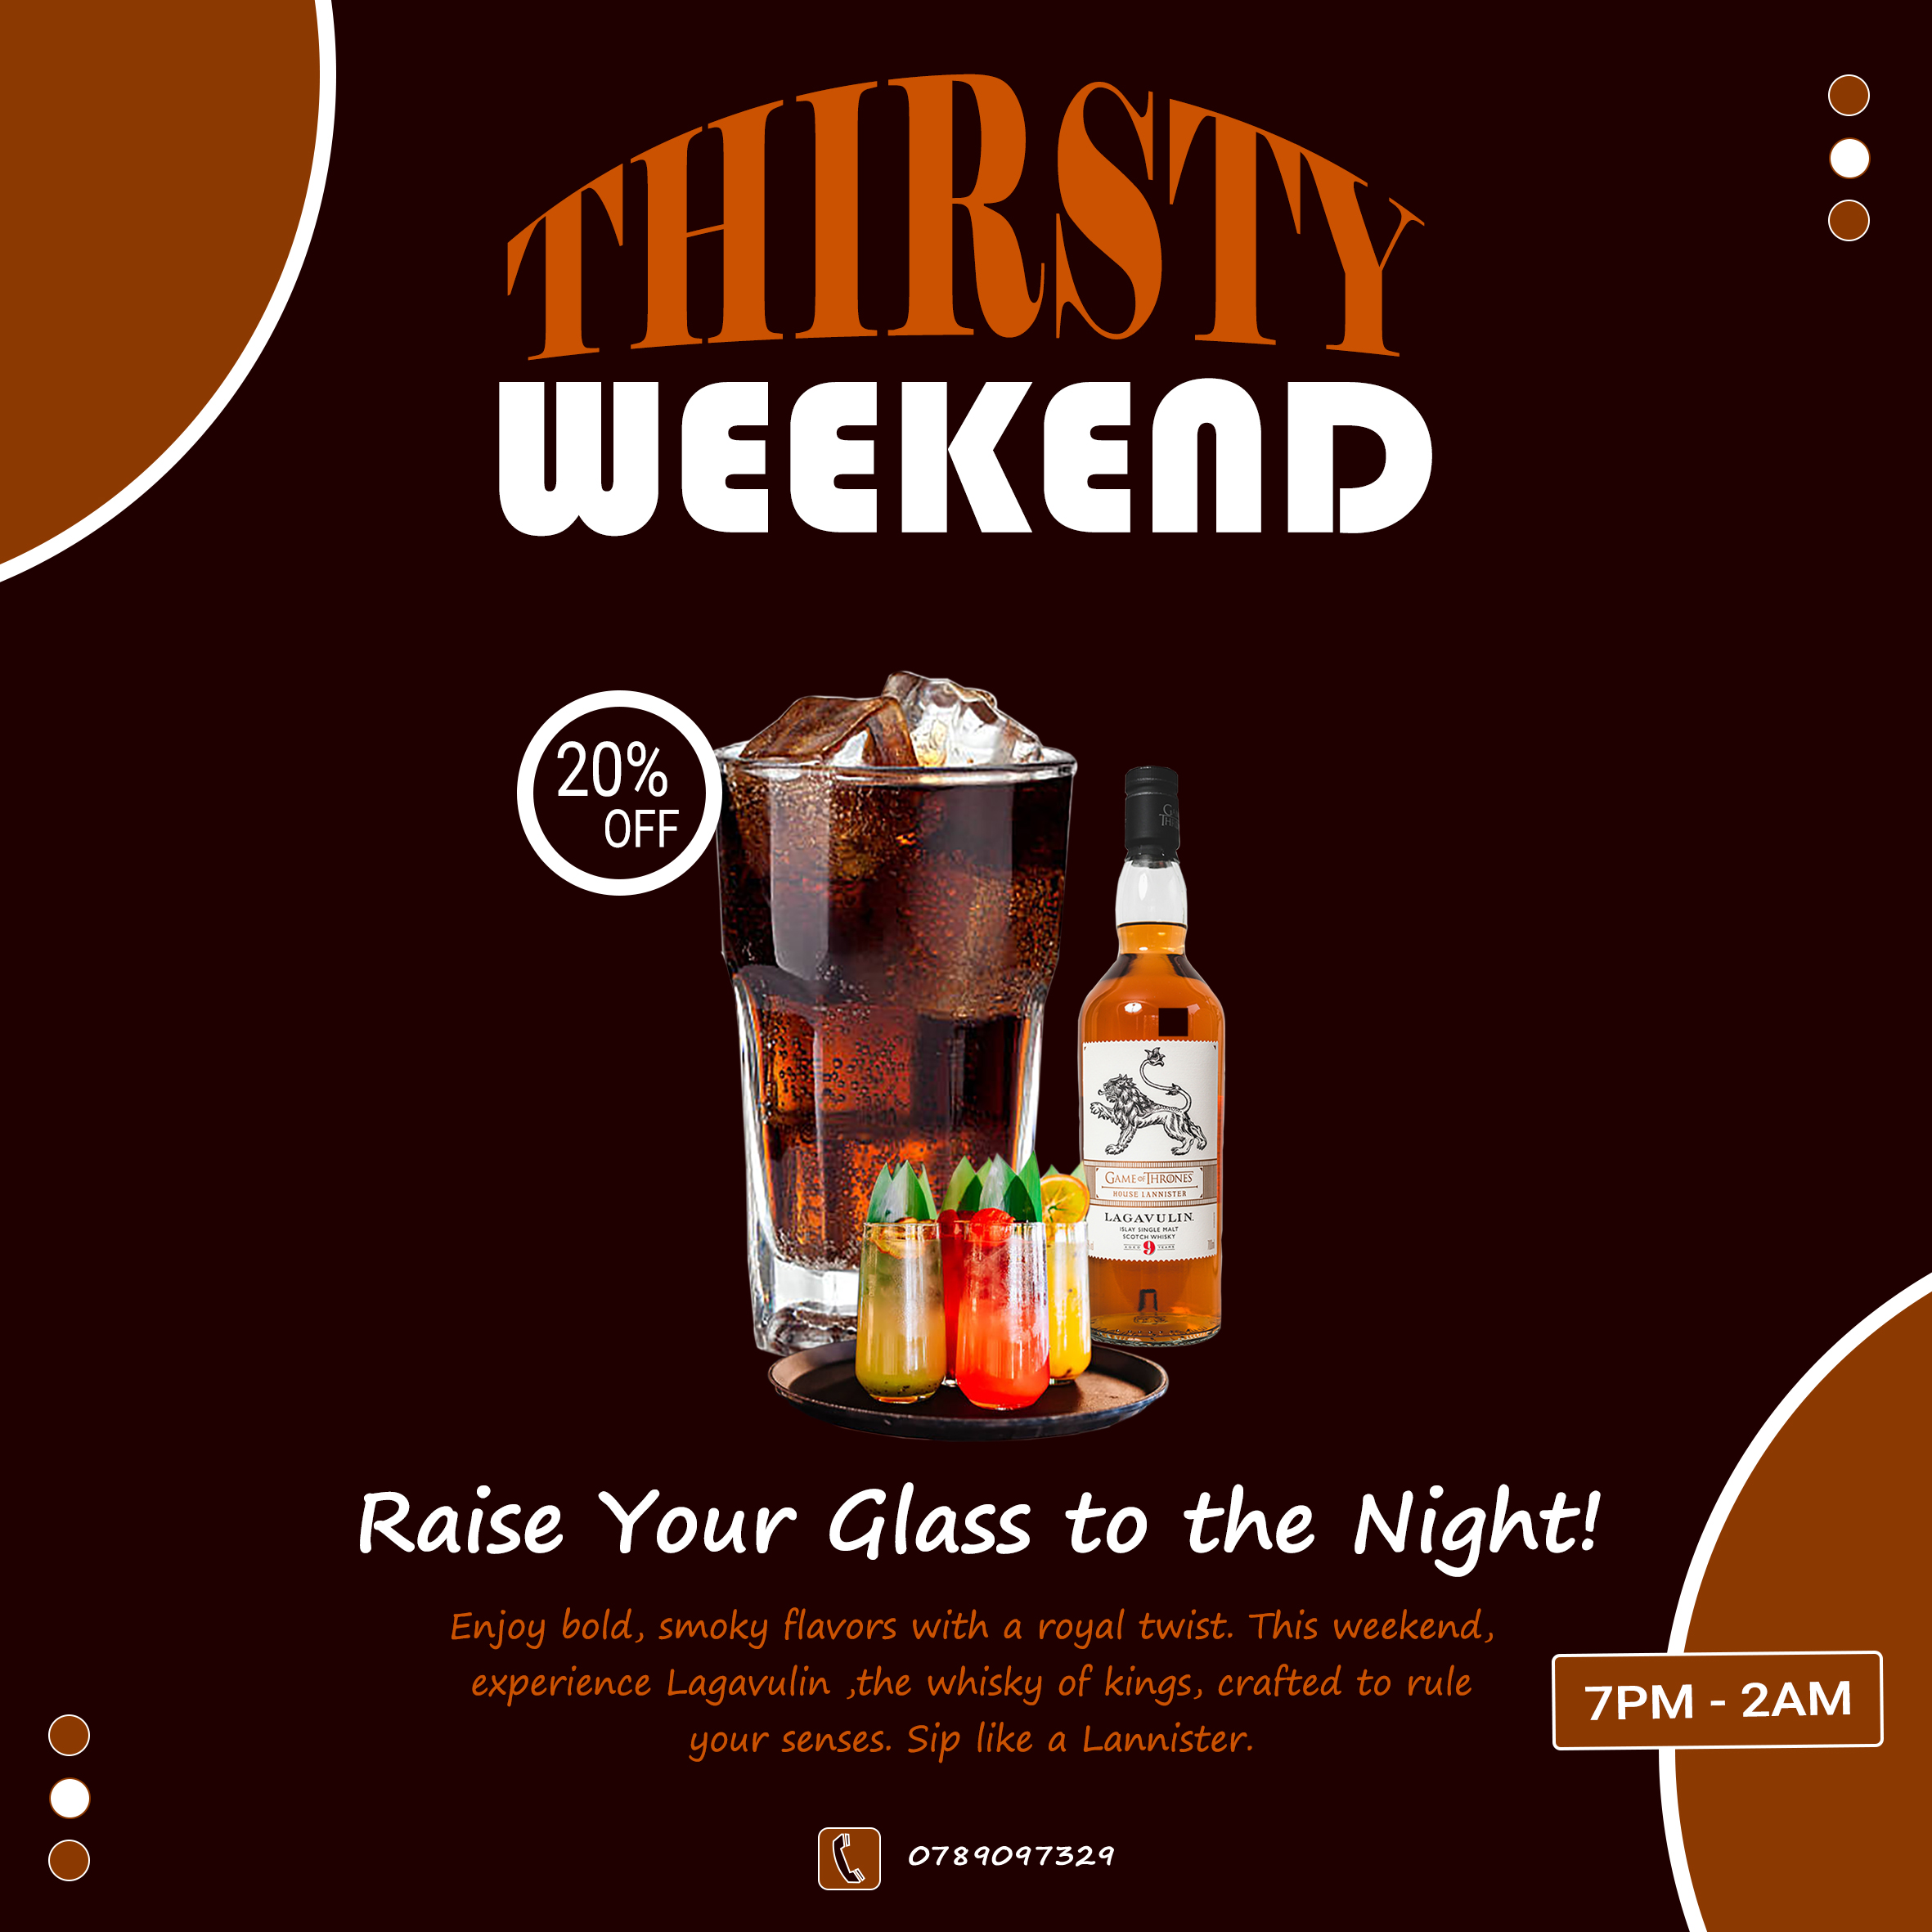 THIRSTY
WEEKEND
20%
OFF
GAME OF THRONES
HOUSE LANNISTER
LAGAVULIN
ISLAY SINGLE MALT
SCOTCH WHISKY
AGED 9 YEARS
Raise Your Glass to the Night!
Enjoy bold, smoky flavors with a royal twist. This weekend,
experience Lagavulin ,the whisky of kings, crafted to rule
your senses. Sip like a Lannister.
7PM - 2AM
0789097329